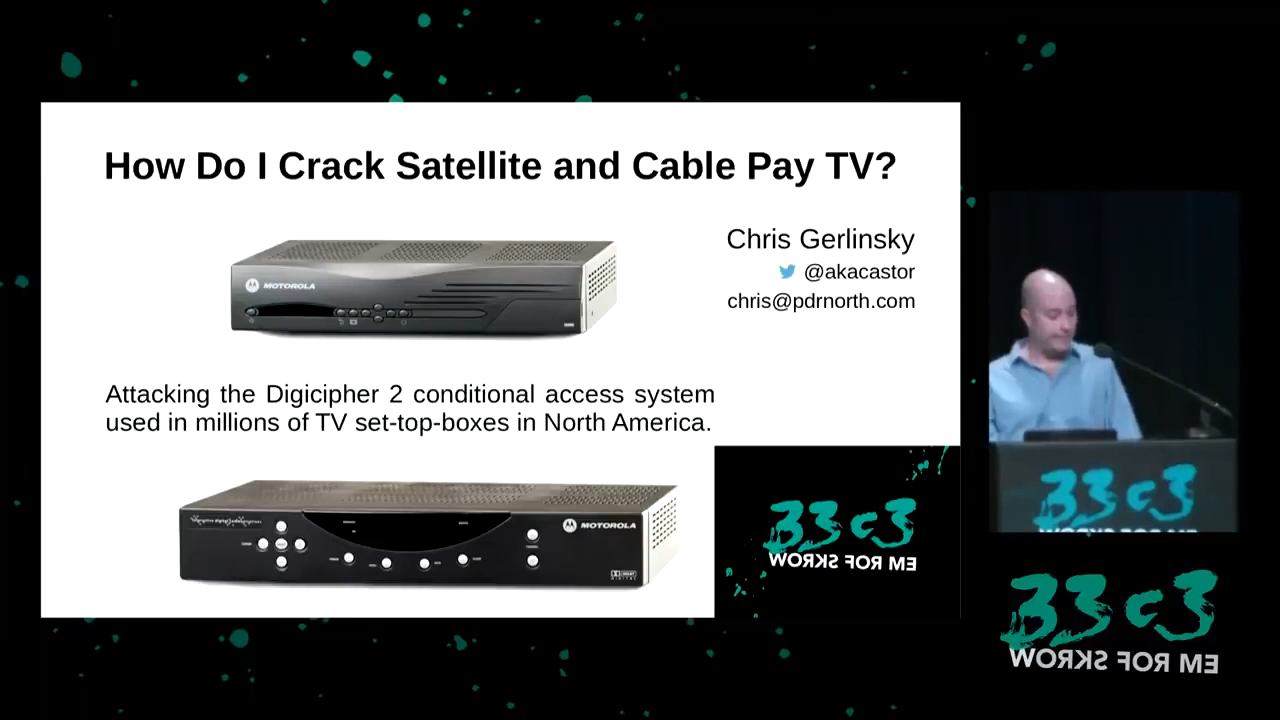 How Do I Crack Satellite and Cable Pay TV?
Chris Gerlinsky
@akacastor
chris@pdrnorth.com
MOTOROLA
Attacking the Digicipher 2 conditional access system
used in millions of TV set-top-boxes in North America.
MOTOROLA
33c3
WORKS FOR ME
33c3
WORKS FOR ME
33c3
WORKS FOR ME